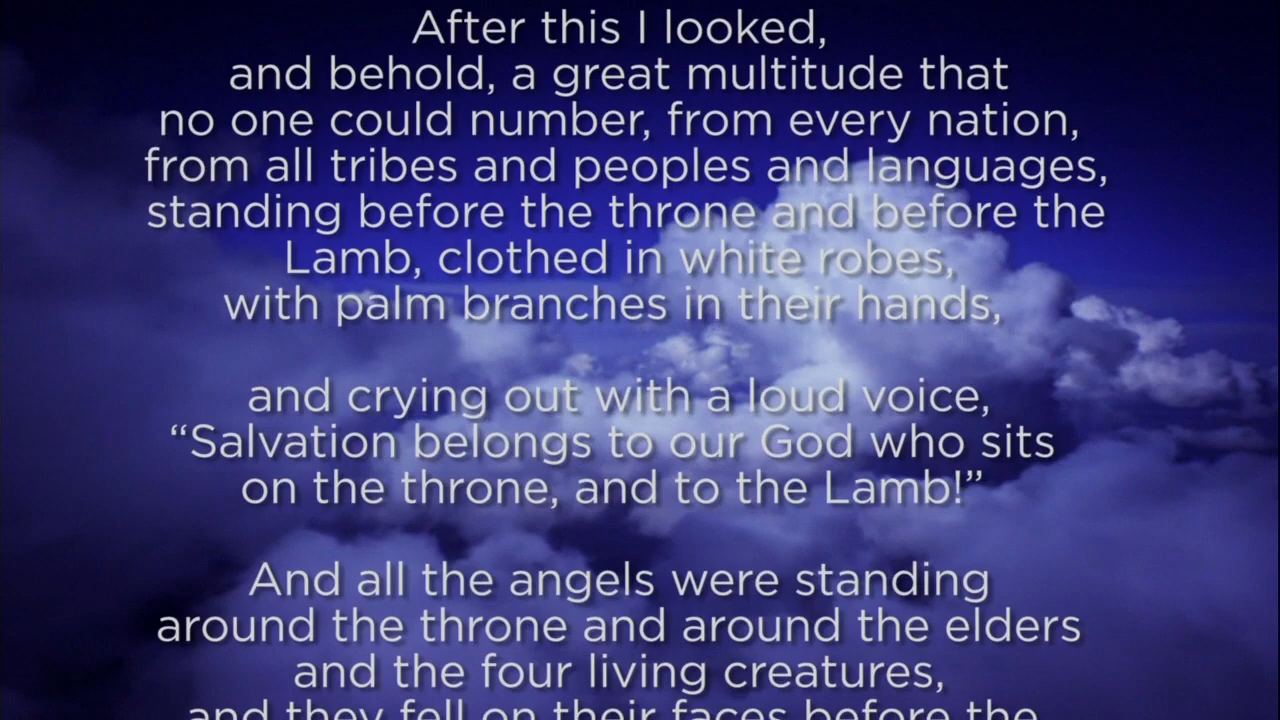 After this I looked,
and behold, a great multitude that
no one could number, from every nation,
from all tribes and peoples and languages,
standing before the throne and before the
Lamb, clothed in white robes,
with palm branches in their hands,
and crying out with a loud voice,
“Salvation belongs to our God who sits
on the throne, and to the Lamb!”
And all the angels were standing
around the throne and around the elders
and the four living creatures,
and they fell on their faces before the